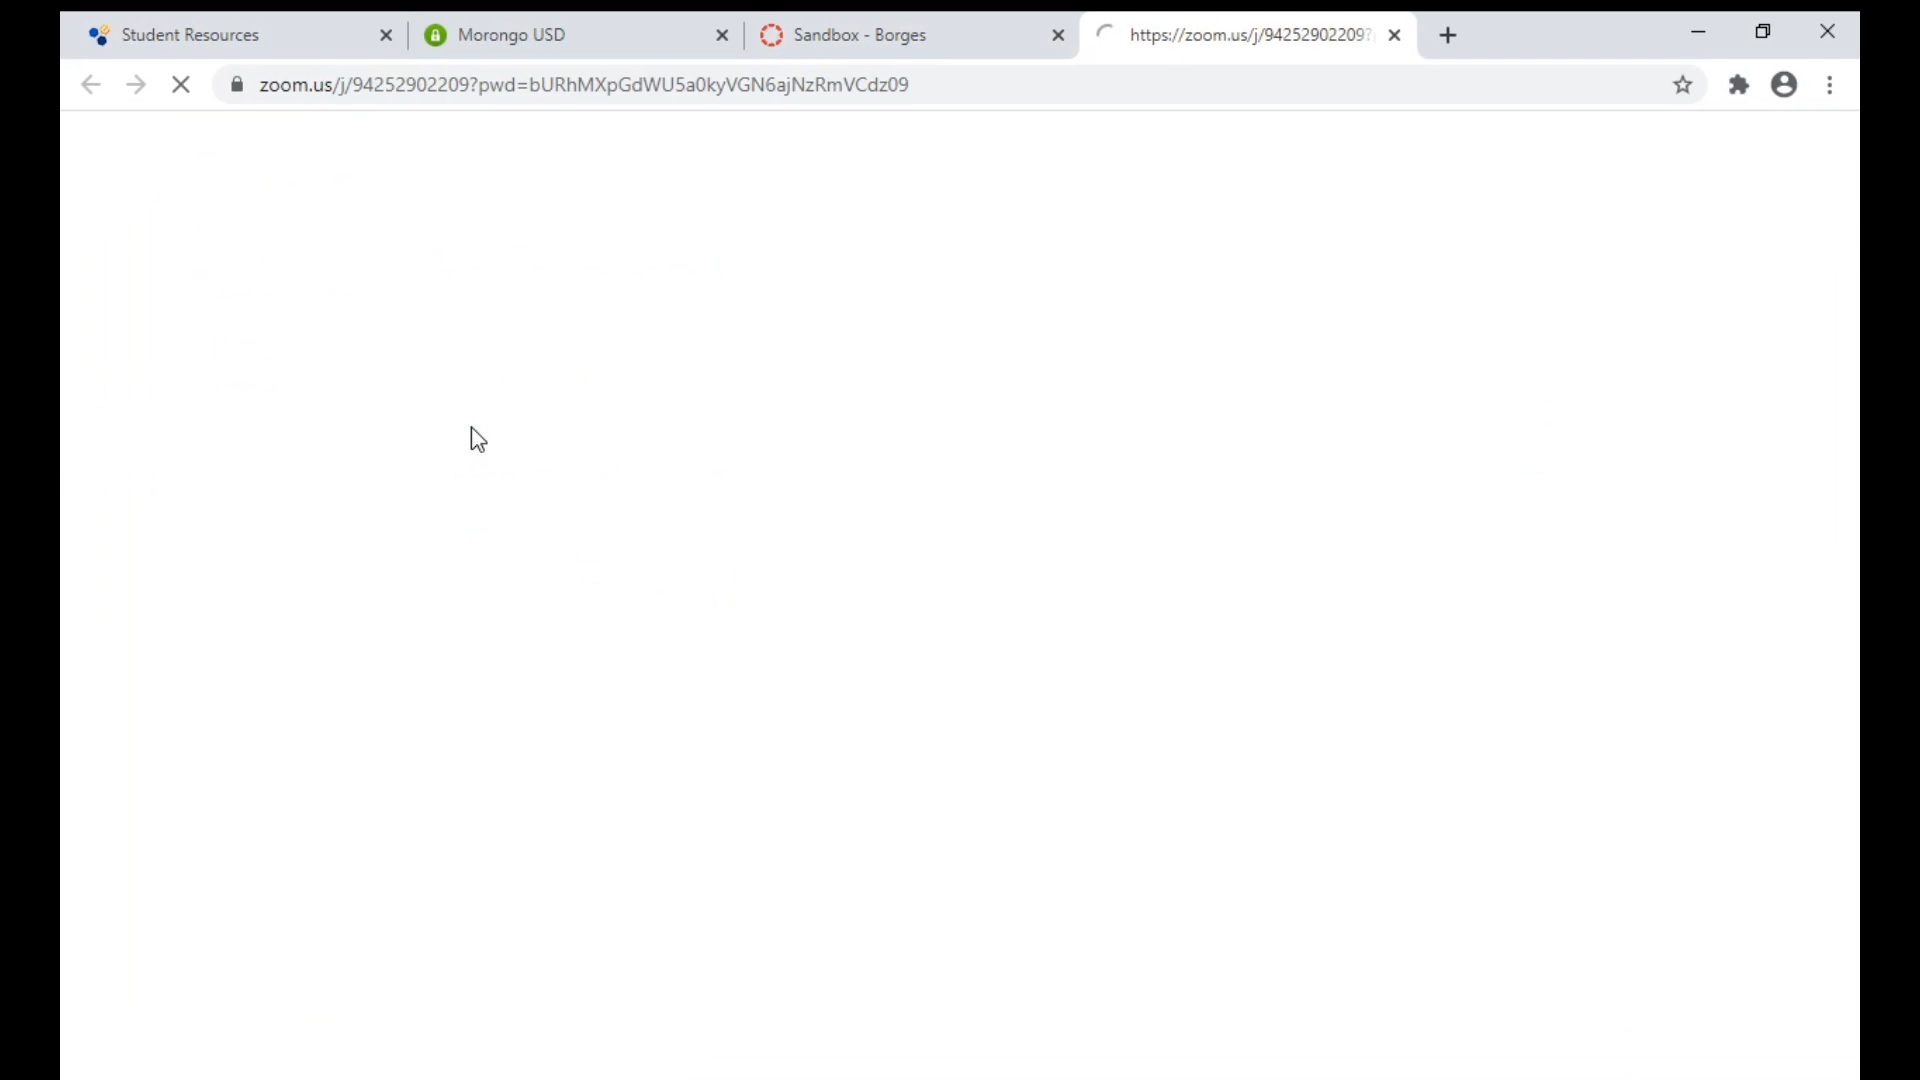 Student Resources
Morongo USD
Sandbox - Borges
https://zoom.us/j/94252902209?
zoom.us/j/94252902209?pwd=bURhMXpGdWU5a0kyVGN6ajNzRmVCdz09